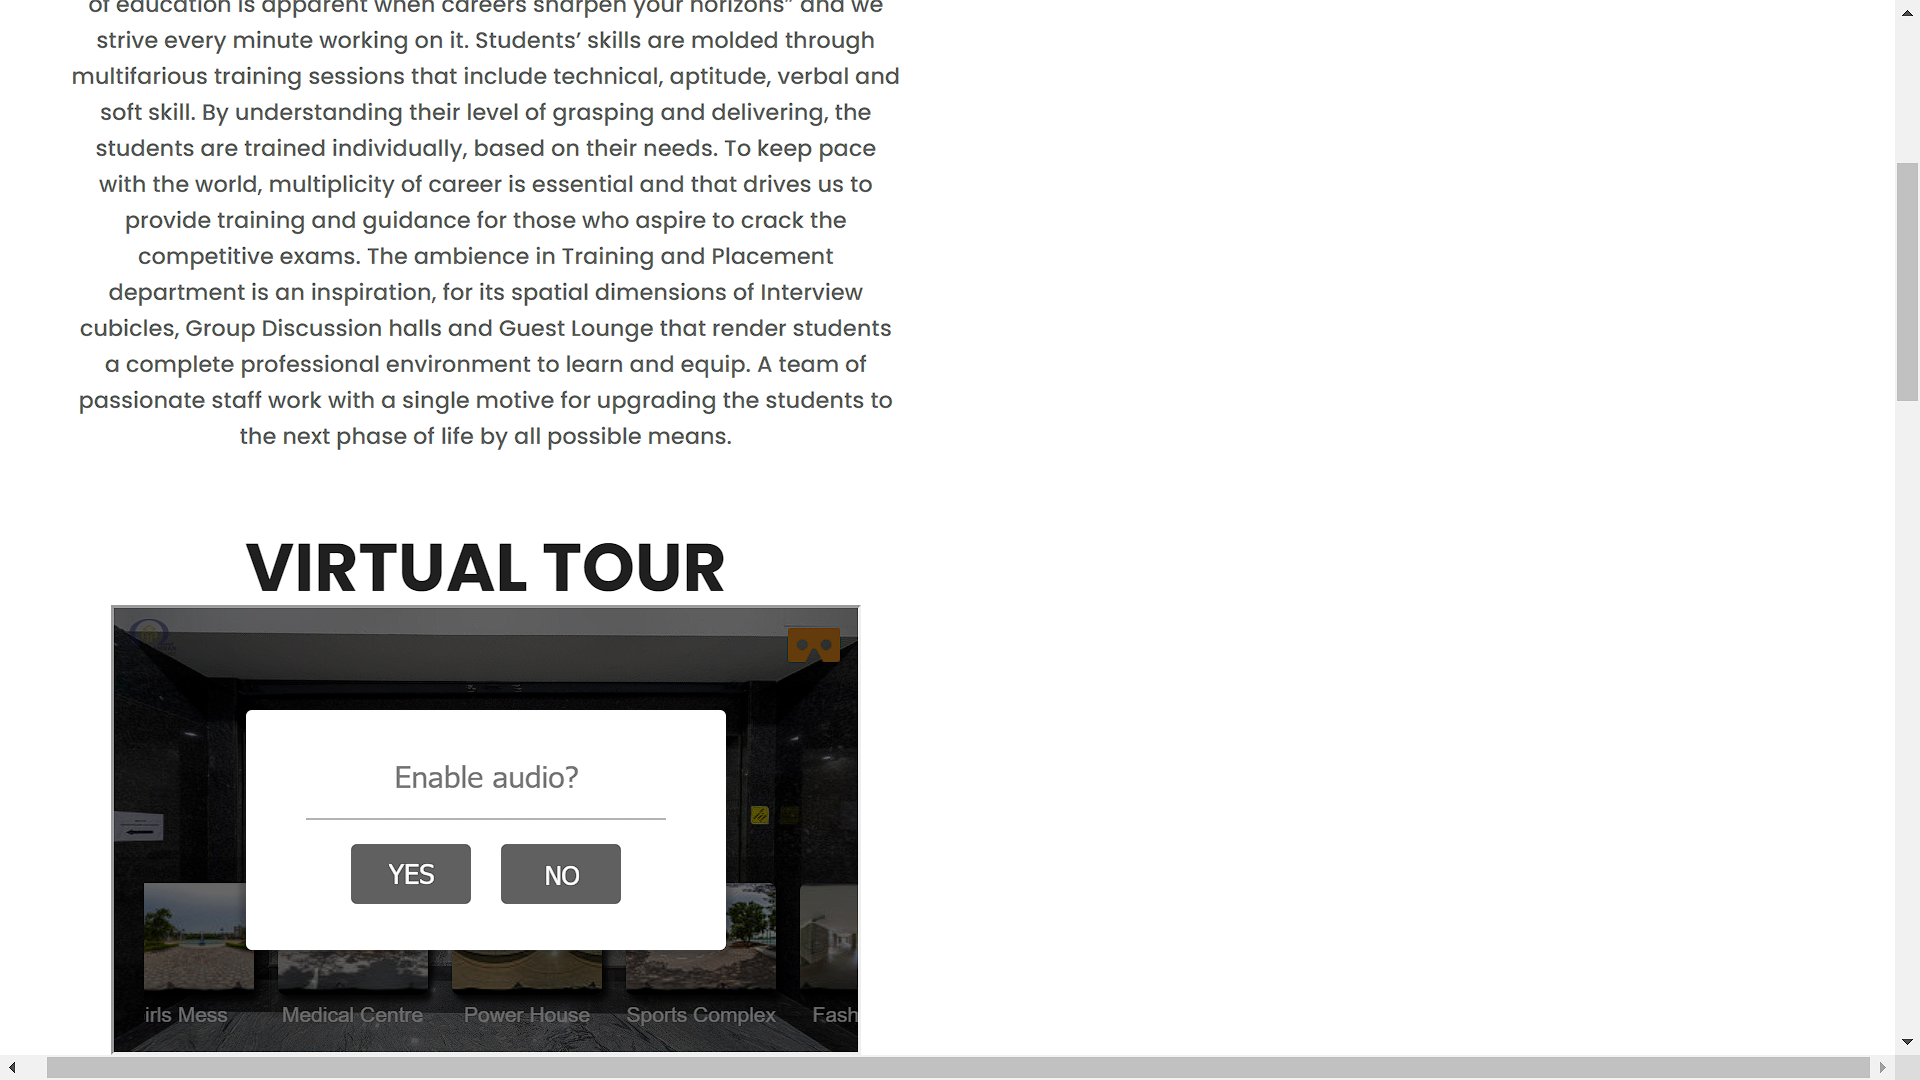 of education is apparent when careers sharpen your horizons” and we
strive every minute working on it. Students’ skills are molded through
multifarious training sessions that include technical, aptitude, verbal and
soft skill. By understanding their level of grasping and delivering, the
students are trained individually, based on their needs. To keep pace
with the world, multiplicity of career is essential and that drives us to
provide training and guidance for those who aspire to crack the
competitive exams. The ambience in Training and Placement
department is an inspiration, for its spatial dimensions of Interview
cubicles, Group Discussion halls and Guest Lounge that render students
a complete professional environment to learn and equip. A team of
passionate staff work with a single motive for upgrading the students to
the next phase of life by all possible means.
VIRTUAL TOUR
Enable audio?
YES NO
irls Mess
Medical Centre
Power House
Sports Complex
Fash